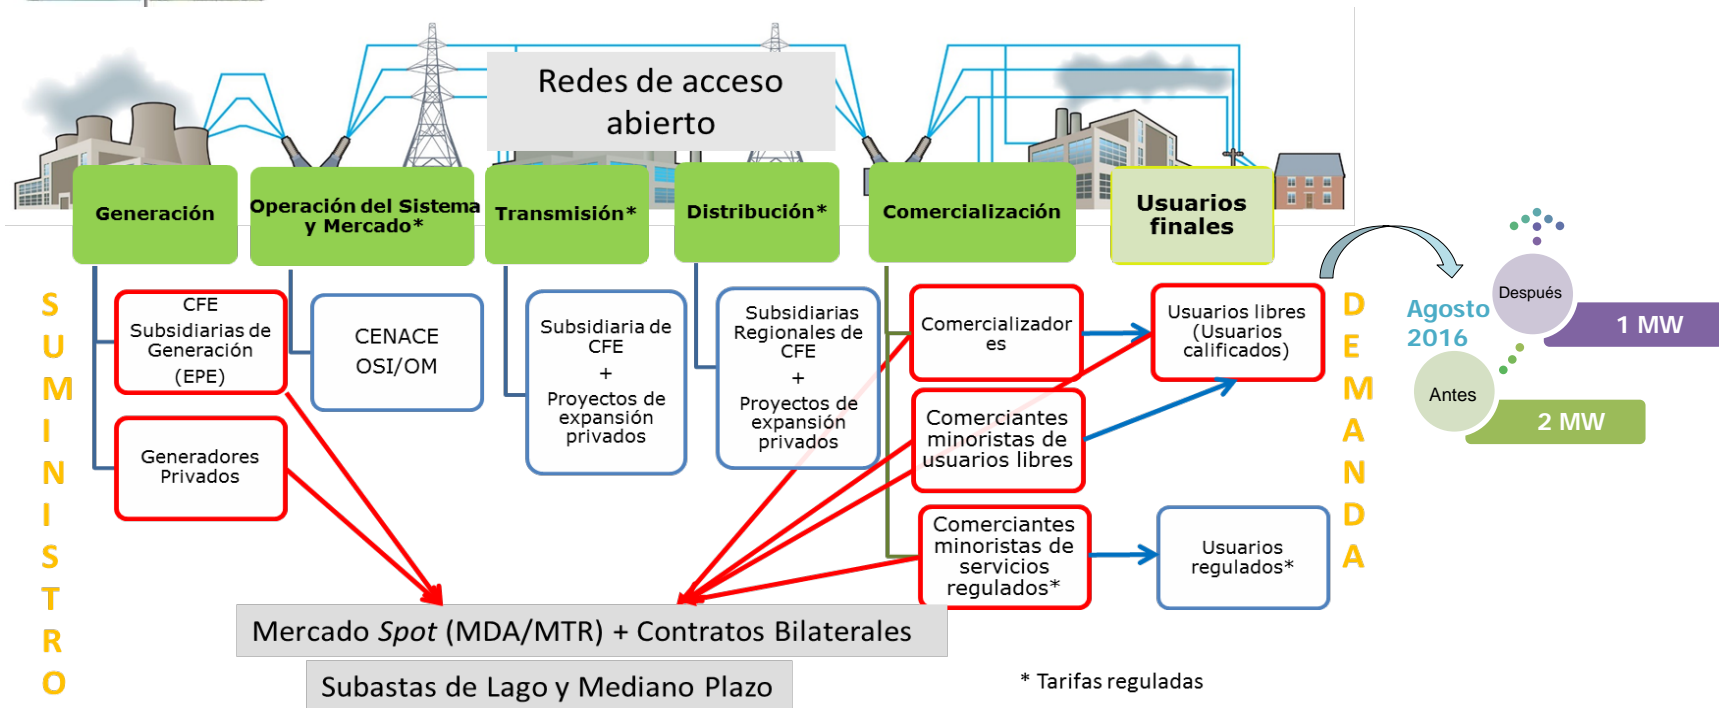 Redes de acceso
abierto
Generación
Operación del Sistema
y Mercado*
Transmisión*
Distribución*
Comercialización
Usuarios
finales
SUMINISTRO
CFE
Subsidiarias de
Generación
(EPE)
Generadores
Privados
CENACE
OSI/OM
Subsidiaria de
CFE
+
Proyectos de
expansión
privados
Subsidiarias
Regionales de
CFE
+
Proyectos de
expansión
privados
Comercializador
es
Comerciantes
minoristas de
usuarios libres
Comerciantes
minoristas de
servicios
regulados*
Usuarios libres
(Usuarios
calificados)
Usuarios
regulados*
DEMANDA
Agosto
2016
Después
1 MW
Antes
2 MW
Mercado Spot (MDA/MTR) + Contratos Bilaterales
Subastas de Lago y Mediano Plazo
* Tarifas reguladas